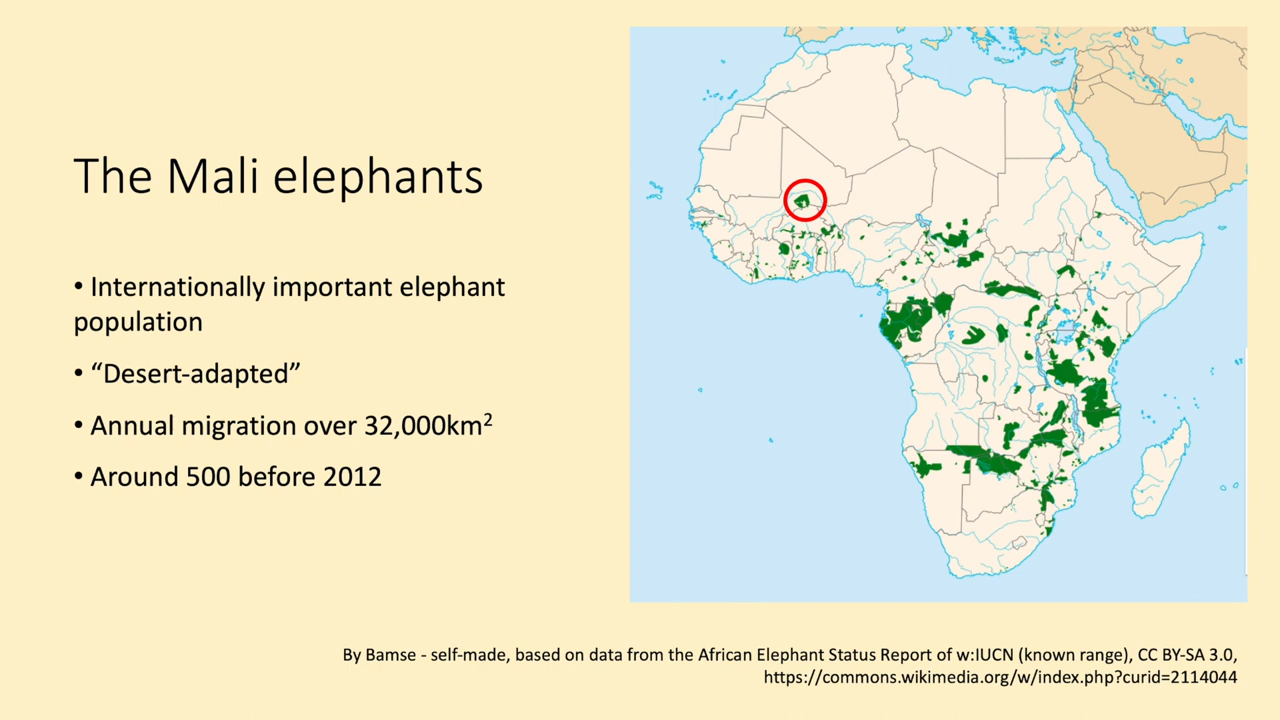 The Mali elephants
• Internationally important elephant
population
• “Desert-adapted”
• Annual migration over 32,000km²
• Around 500 before 2012
By Bamse - self-made, based on data from the African Elephant Status Report of w:IUCN (known range), CC BY-SA 3.0,
https://commons.wikimedia.org/w/index.php?curid=2114044